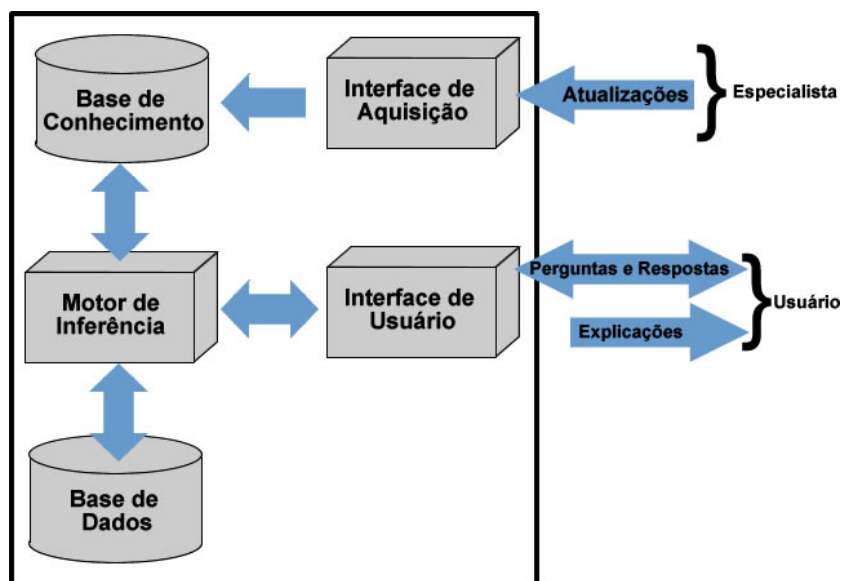 Base de
Conhecimento
Interface de
Aquisição
Atualizações
Especialista
Motor de
Inferência
Interface de
Usuário
Perguntas e Respostas
Explicações
Usuário
Base de
Dados